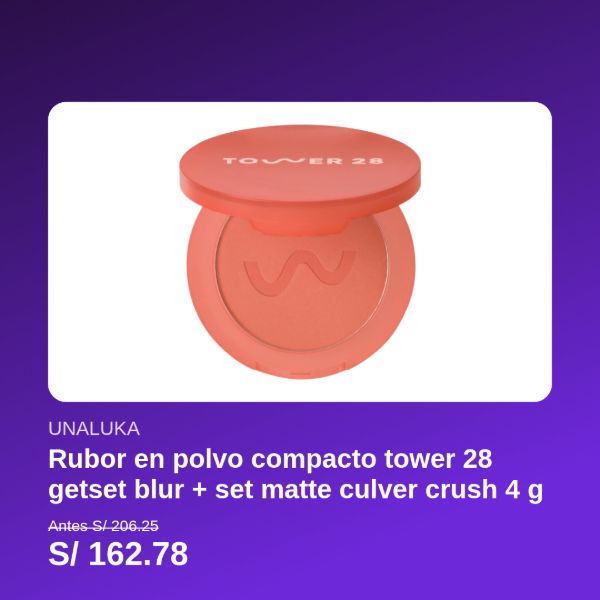 TOWER 28
UNALUKA
Rubor en polvo compacto tower 28
getset blur + set matte culver crush 4 g
Antes S/ 206.25
S/ 162.78